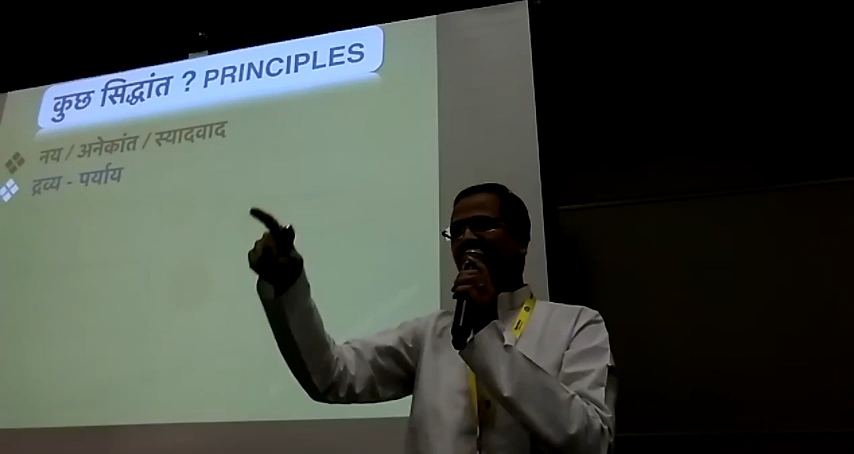 कुछ सिद्धांत ? PRINCIPLES
नय / अनेकांत / स्यादवाद
द्रव्य - पर्याय